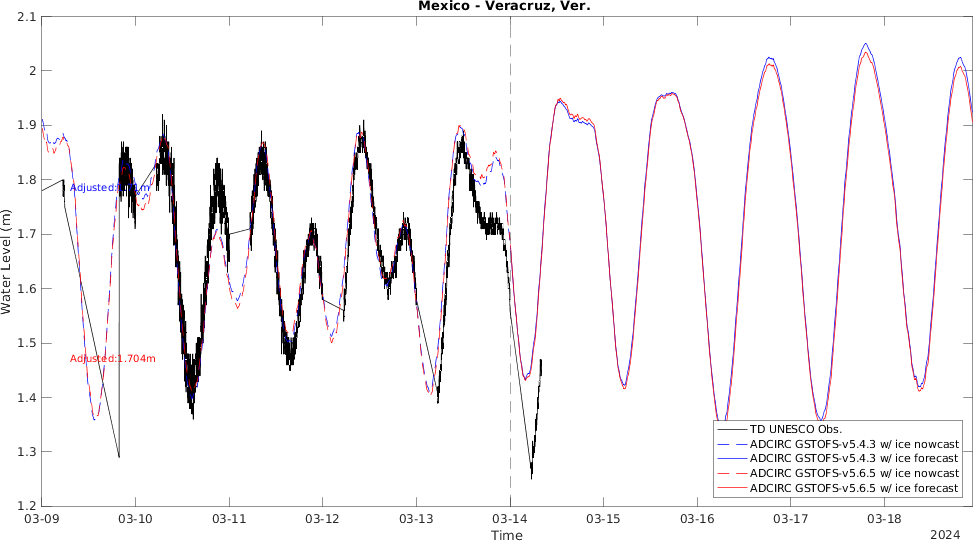 Mexico - Veracruz, Ver.
2.1
2
1.9
1.8
1.7
1.6
1.5
1.4
1.3
1.2
Water Level (m)
Adjusted:1.704m
TD UNESCO Obs.
ADCIRC GSTOFS-v5.4.3 w/ ice nowcast
ADCIRC GSTOFS-v5.4.3 w/ ice forecast
ADCIRC GSTOFS-v5.6.5 w/ ice nowcast
ADCIRC GSTOFS-v5.6.5 w/ ice forecast
03-09 03-10 03-11 03-12 03-13 03-14 03-15 03-16 03-17 03-18
Time
2024